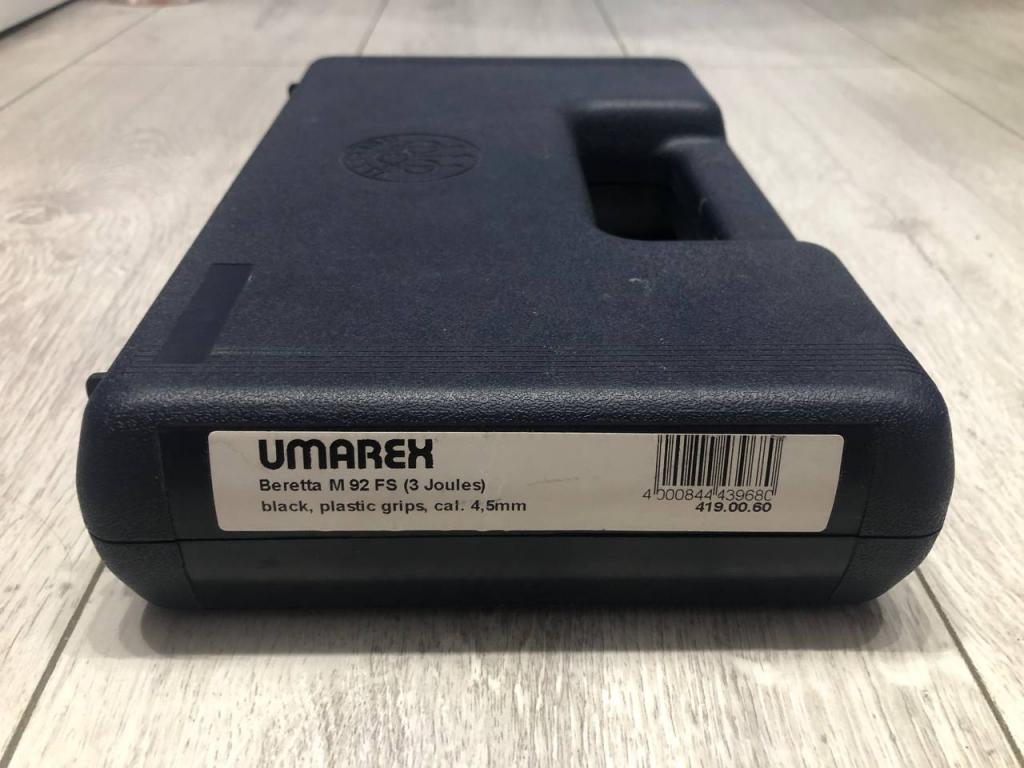 UMAREX
Beretta M 92 FS (3 Joules)
black, plastic grips, cal. 4,5mm
4 000844 439680
419.00.60